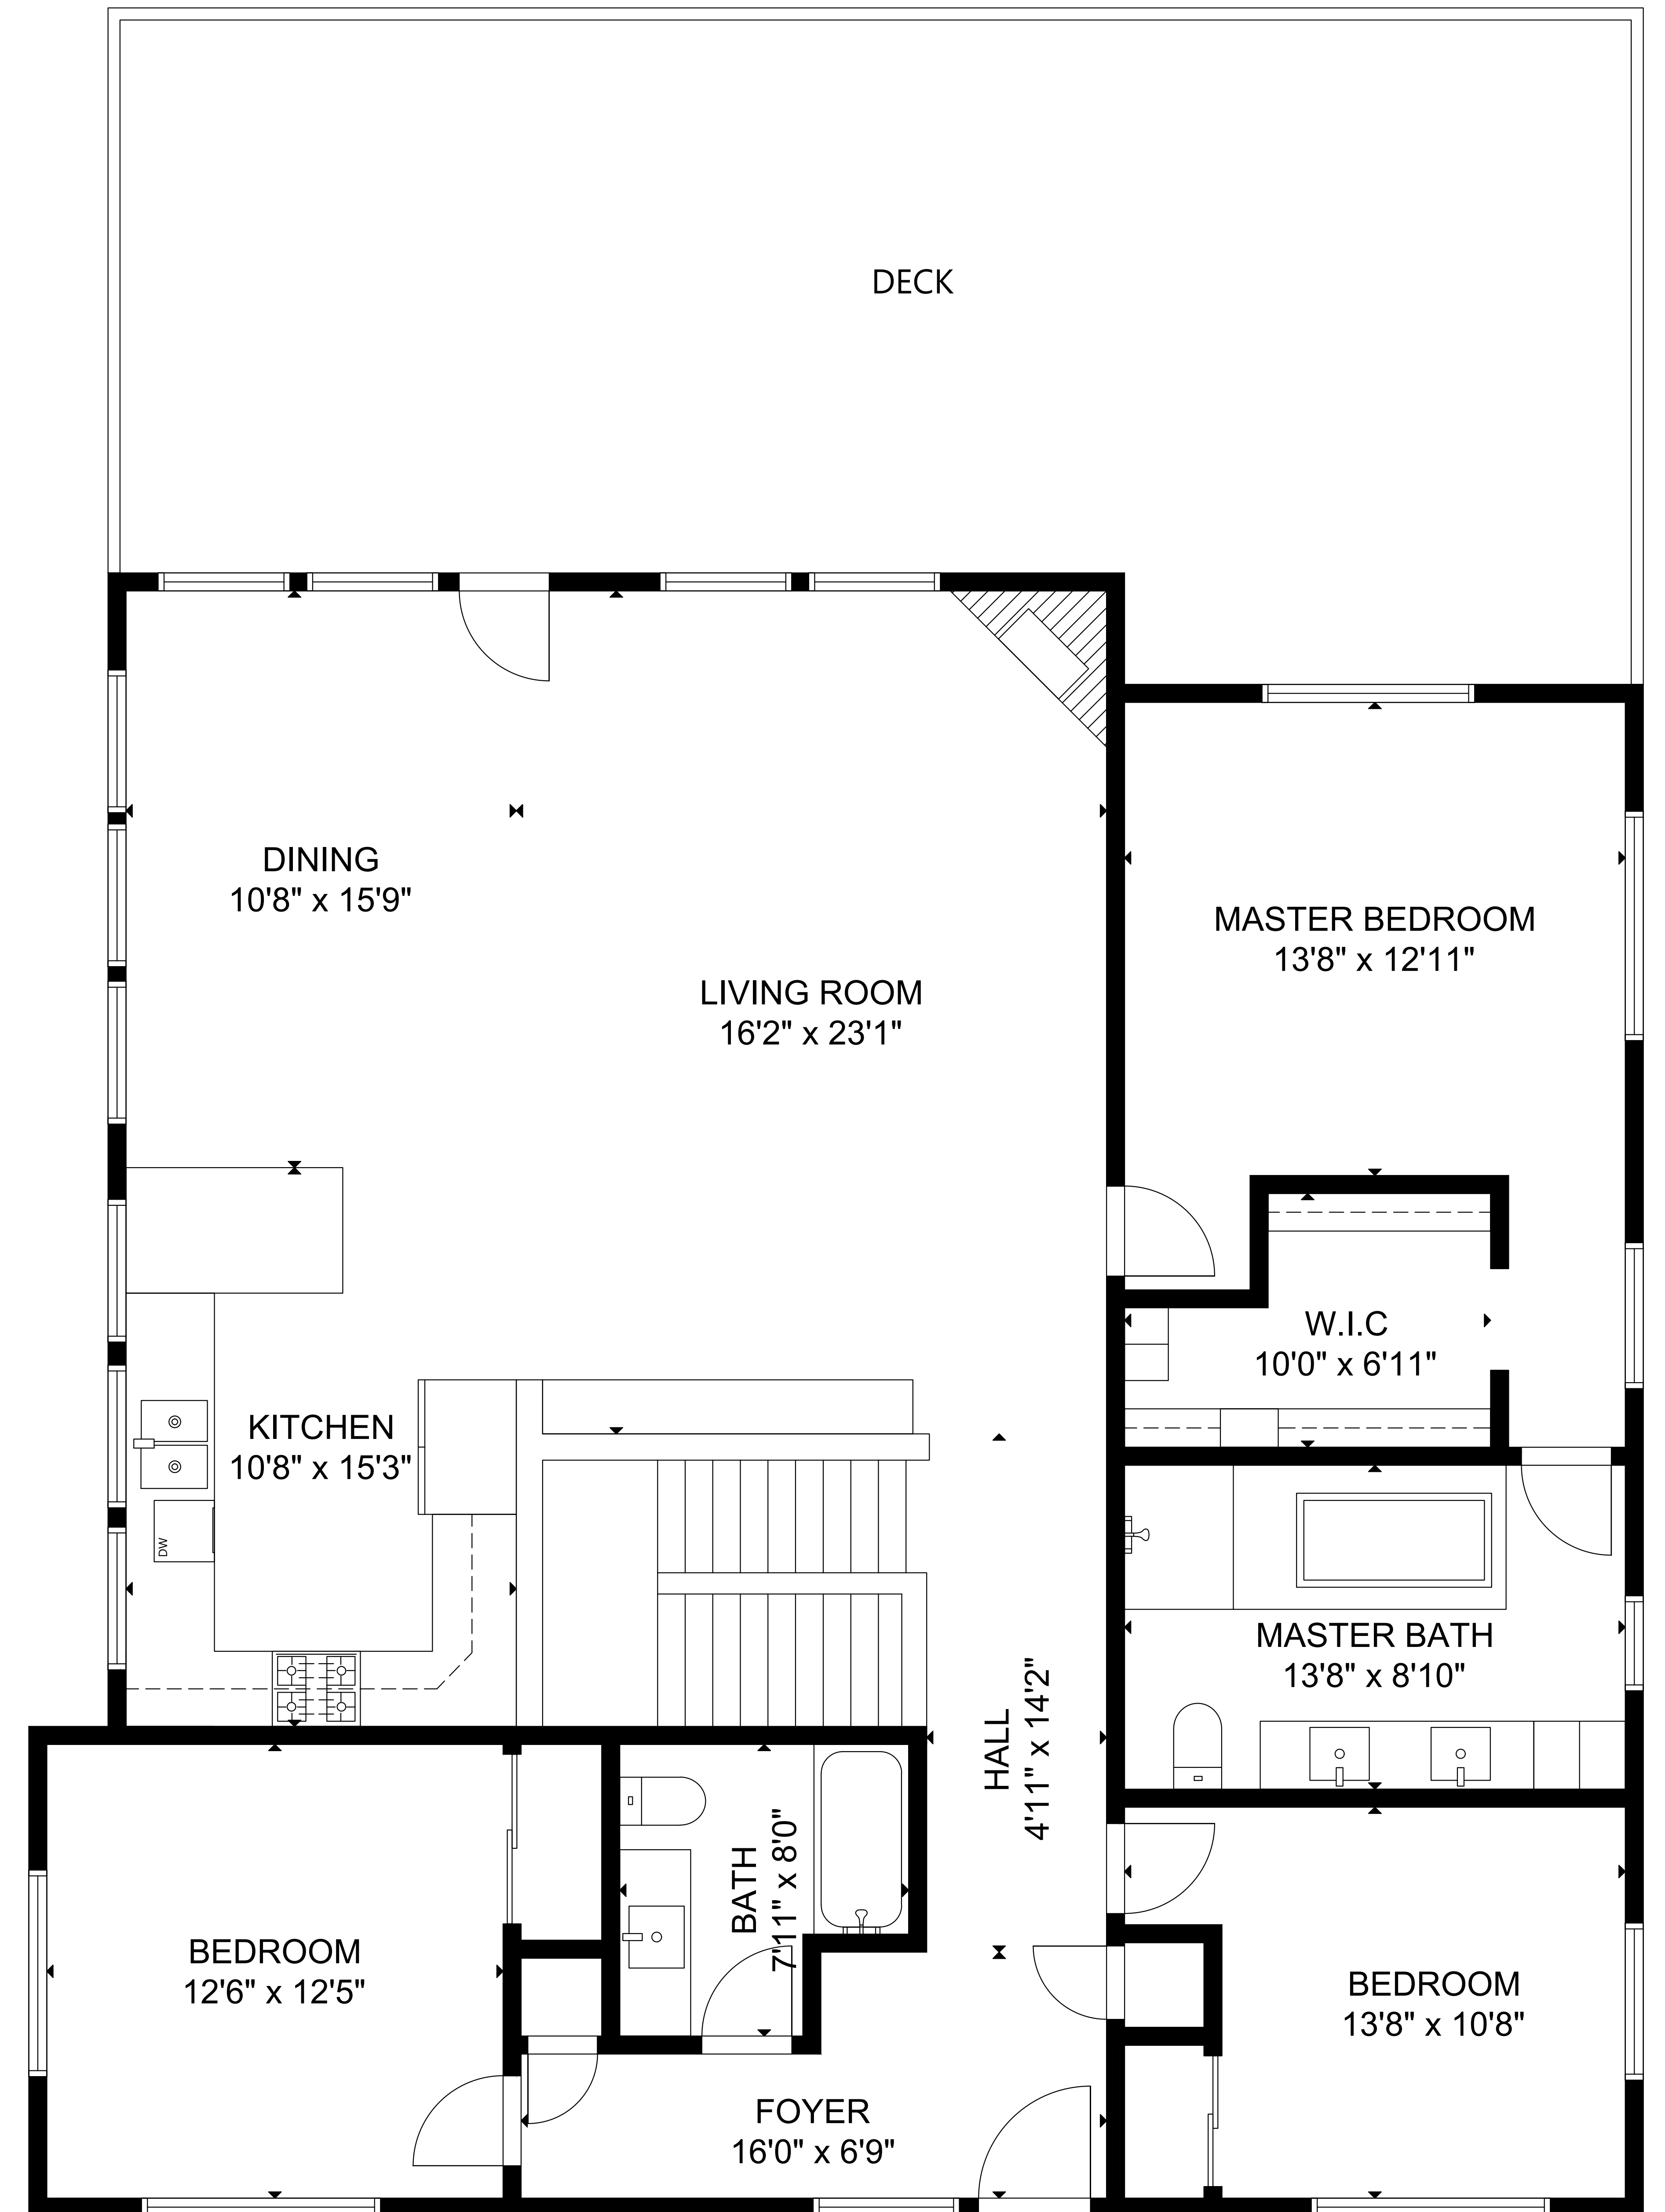 DECK
DINING
10'8" x 15'9"
LIVING ROOM
16'2" x 23'1"
MASTER BEDROOM
13'8" x 12'11"
W.I.C
10'0" x 6'11"
KITCHEN
10'8" x 15'3"
DW
MASTER BATH
13'8" x 8'10"
HALL
4'11" x 14'2"
BATH
7'11" x 8'0"
BEDROOM
12'6" x 12'5"
BEDROOM
13'8" x 10'8"
FOYER
16'0" x 6'9"